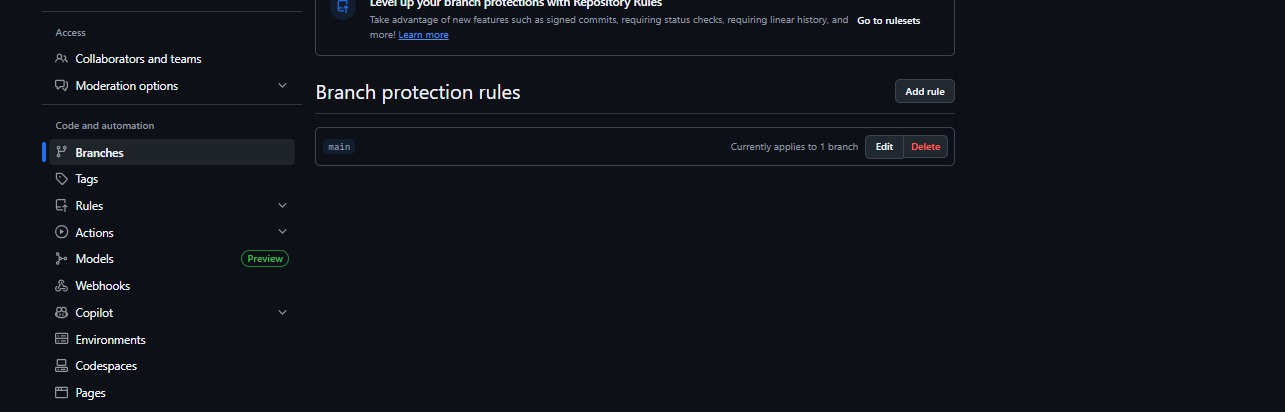 Access
Collaborators and teams
Moderation options
Code and automation
Branches
Tags
Rules
Actions
Models Preview
Webhooks
Copilot
Environments
Codespaces
Pages
Level up your branch protections with Repository Rules
Take advantage of new features such as signed commits, requiring status checks, requiring linear history, and
more! Learn more
Go to rulesets
Branch protection rules
Add rule
main
Currently applies to 1 branch
Edit
Delete